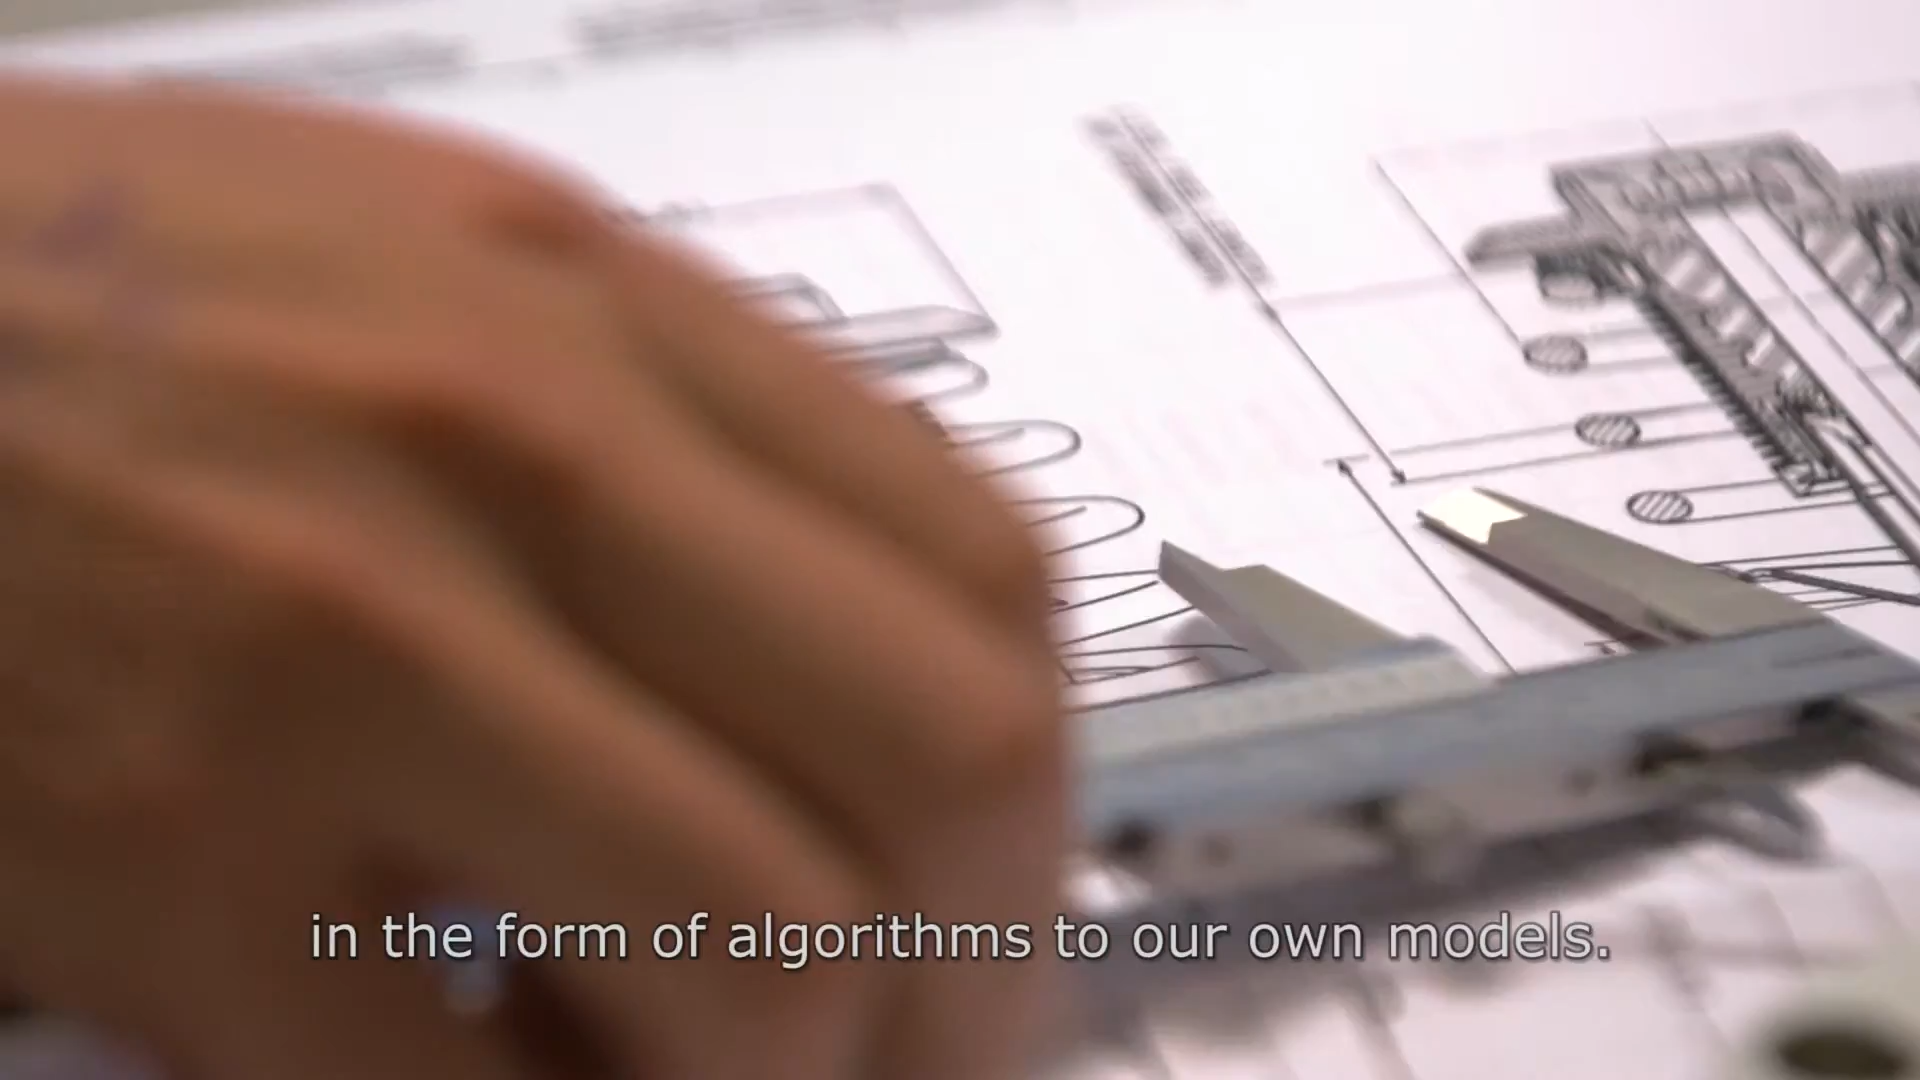 in the form of algorithms to our own models.